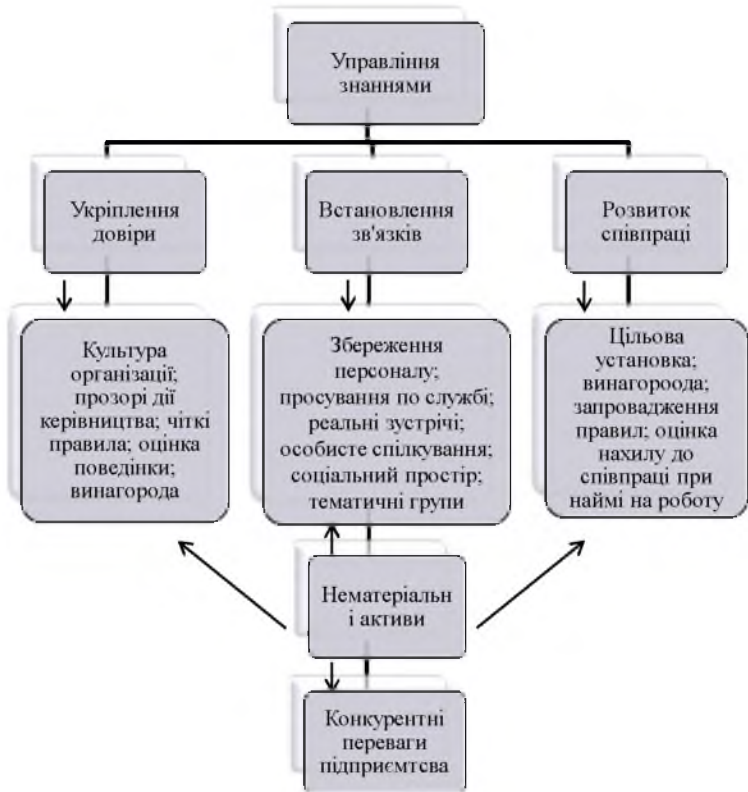 Управління
знаннями
Укріплення
довіри
Встановлення
зв'язків
Розвиток
співпраці
Культура
організації;
прозорі дії
керівництва; чіткі
правила; оцінка
поведінки;
винагорода
Збереження
персоналу;
просування по службі;
реальні зустрічі;
особисте спілкування;
соціальний простір;
тематичні групи
Цільова
установка;
винагороода;
запровадження
правил; оцінка
нахилу до
співпраці при
наймі на роботу
Нематеріальн
і активи
Конкурентні
переваги
підприємтсва